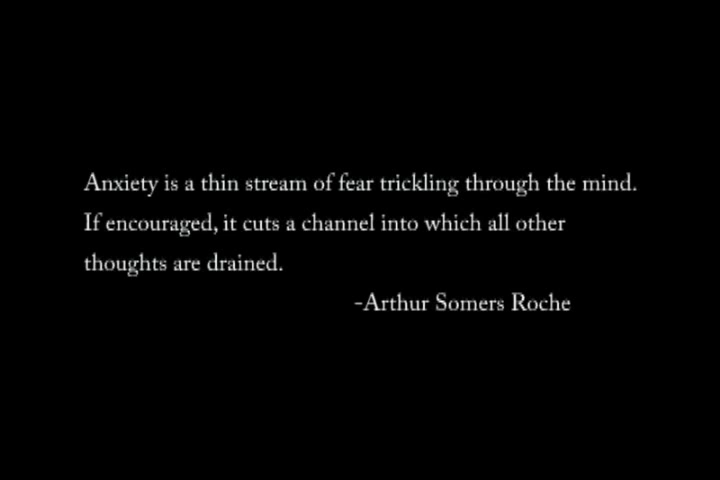 Anxiety is a thin stream of fear trickling through the mind.
If encouraged, it cuts a channel into which all other
thoughts are drained.
-Arthur Somers Roche